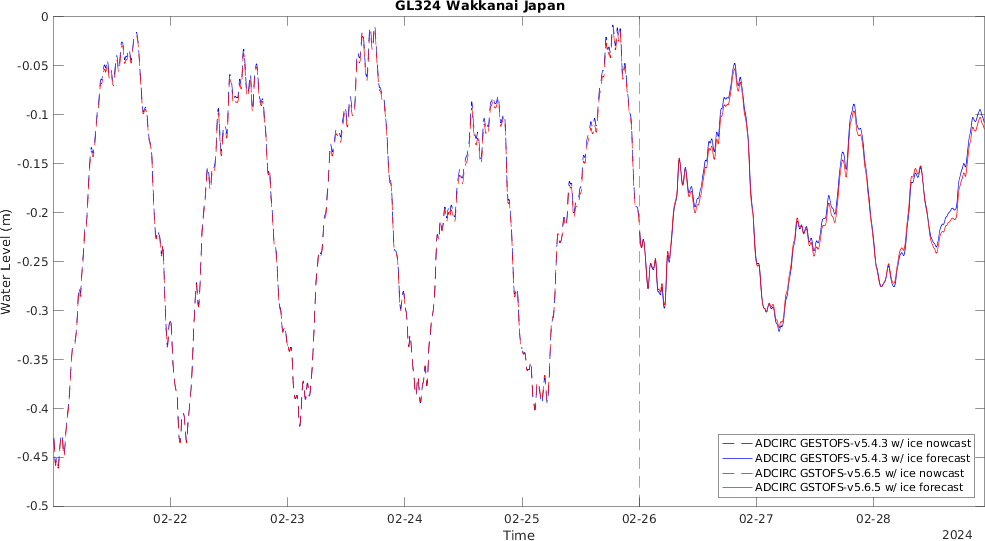 GL324 Wakkanai Japan
0
-0.05
-0.1
-0.15
-0.2
-0.25
-0.3
-0.35
-0.4
-0.45
-0.5
Water Level (m)
ADCIRC GESTOFS-v5.4.3 w/ ice nowcast
ADCIRC GESTOFS-v5.4.3 w/ ice forecast
ADCIRC GSTOFS-v5.6.5 w/ ice nowcast
ADCIRC GSTOFS-v5.6.5 w/ ice forecast
02-22 02-23 02-24 02-25 02-26 02-27 02-28
Time
2024